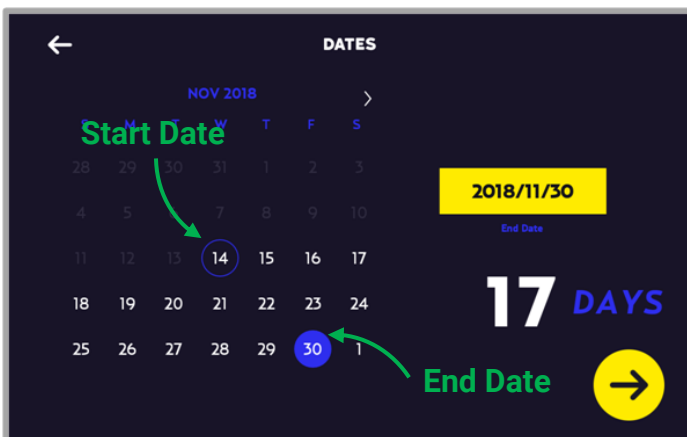 DATES
NOV 2018
S M T W T F S
Start Date
28 29 30 31 1 2 3
2018/11/30
4 5 7 8 9 10
End Date
11 12 13 14 15 16 17
17 DAYS
18 19 20 21 22 23 24
25 26 27 28 29 30 1
End Date